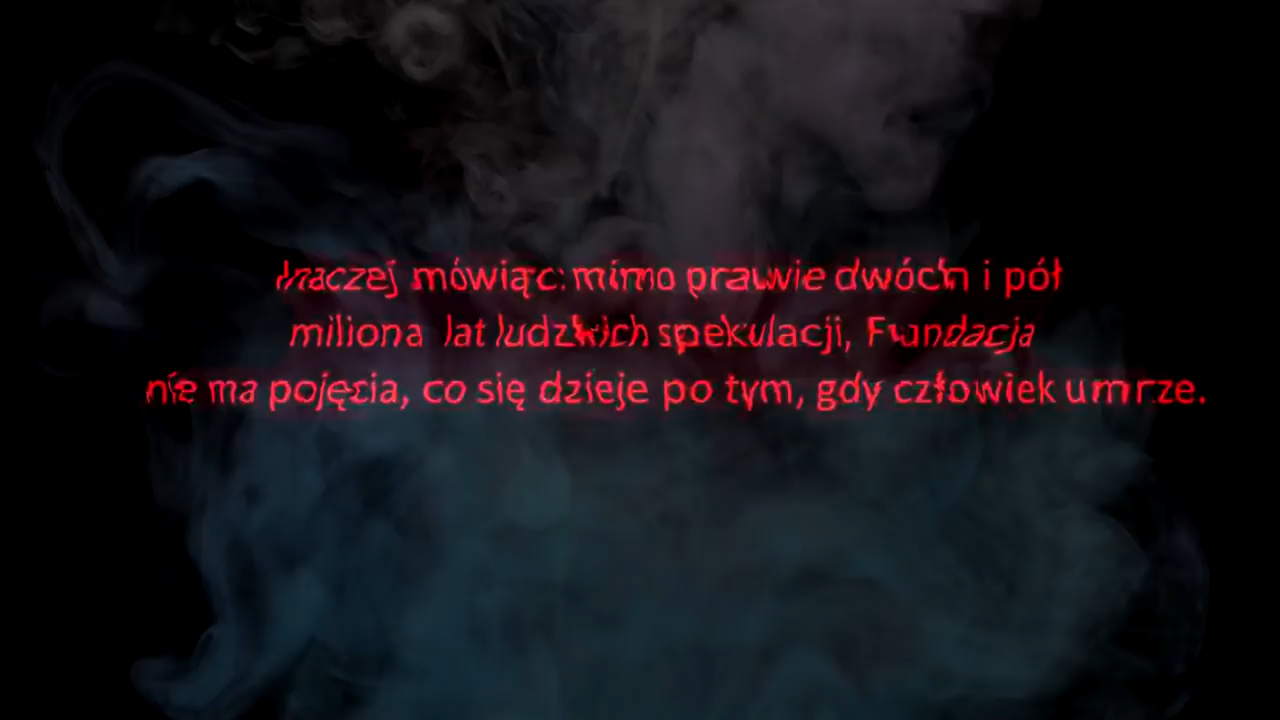 Inaczej mówiąc: mimo prawie dwóch i pół
miliona lat ludzkich spekulacji, Fundacja
nie ma pojęcia, co się dzieje po tym, gdy człowiek umrze.